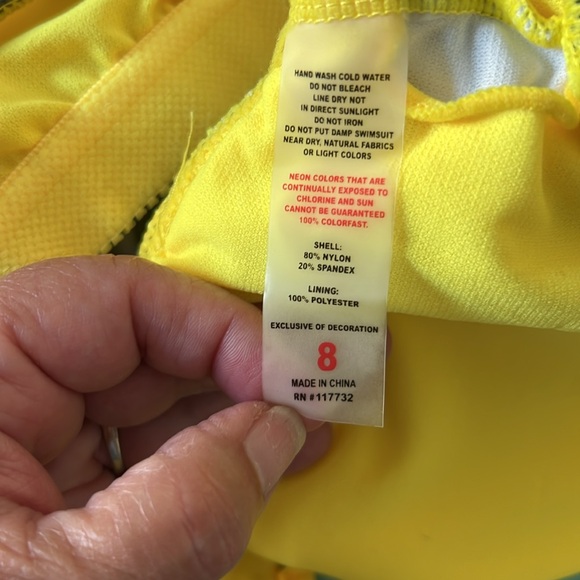 HAND WASH COLD WATER
DO NOT BLEACH
LINE DRY NOT
IN DIRECT SUNLIGHT
DO NOT IRON
DO NOT PUT DAMP SWIMSUIT
NEAR DRY, NATURAL FABRICS
OR LIGHT COLORS
NEON COLORS THAT ARE
CONTINUALLY EXPOSED TO
CHLORINE AND SUN
CANNOT BE GUARANTEED
100% COLORFAST.
SHELL:
80% NYLON
20% SPANDEX
LINING:
100% POLYESTER
EXCLUSIVE OF DECORATION
8
MADE IN CHINA
RN #117732